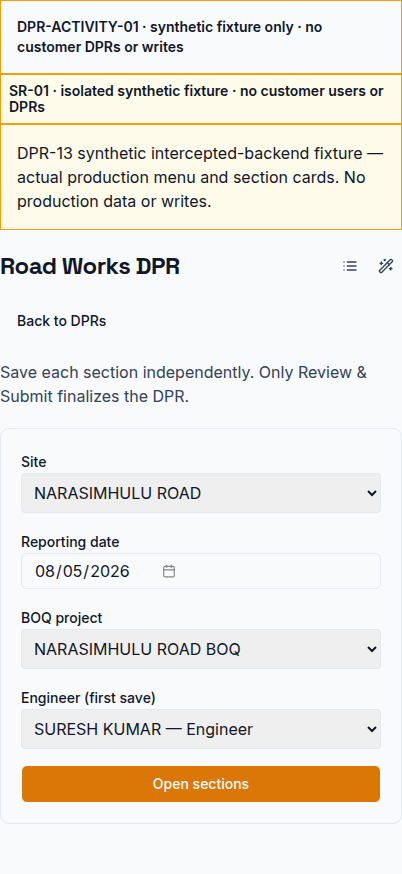 DPR-ACTIVITY-01 · synthetic fixture only · no
customer DPRs or writes
SR-01 · isolated synthetic fixture · no customer users or
DPRs
DPR-13 synthetic intercepted-backend fixture —
actual production menu and section cards. No
production data or writes.
Road Works DPR
Back to DPRs
Save each section independently. Only Review &
Submit finalizes the DPR.
Site
NARASIMHULU ROAD
Reporting date
08/05/2026
BOQ project
NARASIMHULU ROAD BOQ
Engineer (first save)
SURESH KUMAR — Engineer
Open sections